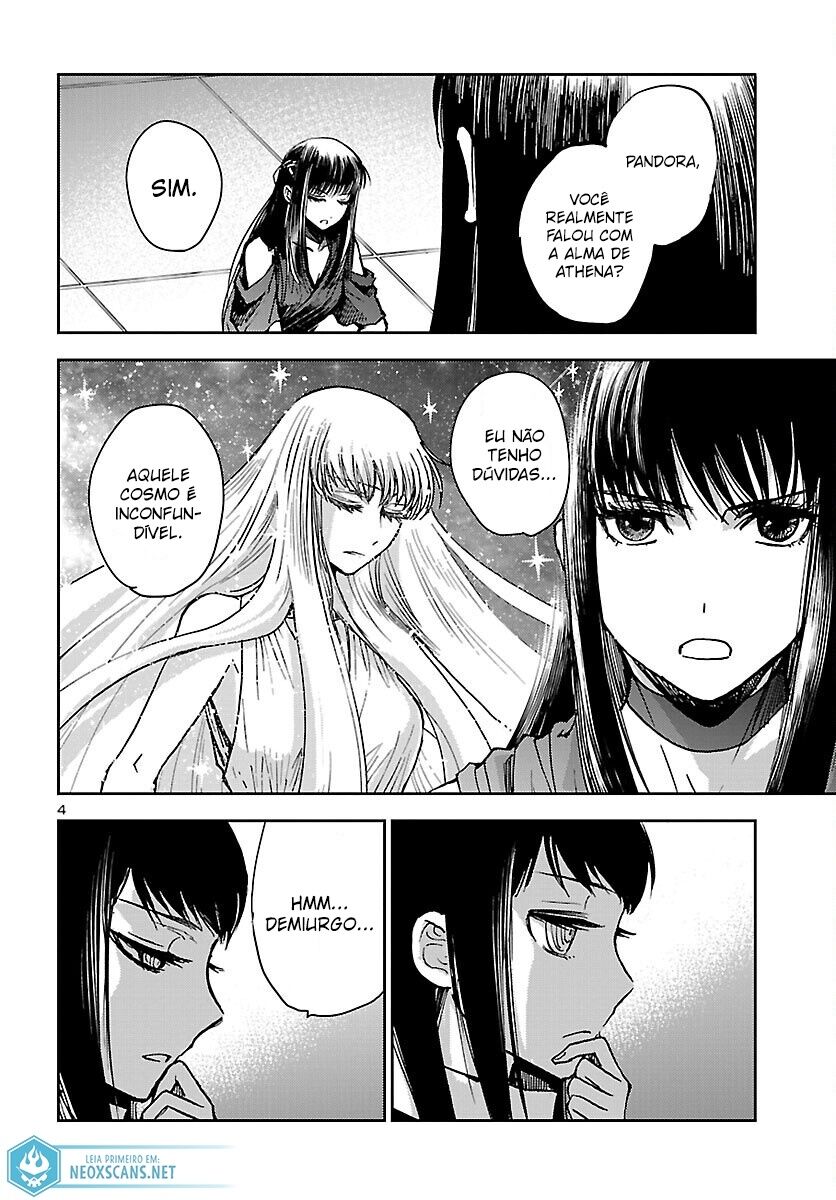 PANDORA,
VOCÊ
REALMENTE
FALOU COM
A ALMA DE
ATHENA?
SIM.
EU NÃO
TENHO
DÚVIDAS...
AQUELE
COSMO É
INCONFUN-
DÍVEL.
4
HMM...
DEMIURGO...
LEIA PRIMEIRO EM:
NEOXSCANS.NET